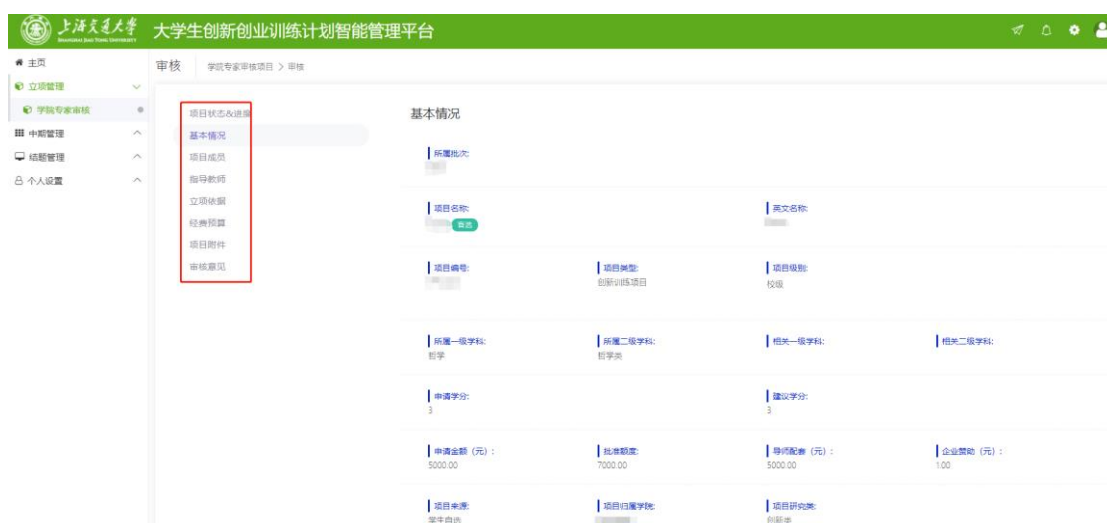 上海交通大学
SHANGHAI JIAO TONG UNIVERSITY
大学生创新创业训练计划智能管理平台
主页
立项管理
学院专家审核
中期管理
结题管理
个人设置
审核 学院专家审核项目 > 审核
项目状态&进展
基本情况
项目成员
指导教师
立项依据
经费预算
项目附件
审核意见
基本情况
所属批次:
项目名称: 英文名称:
首选
项目编号: 项目类型: 项目级别:
创新训练项目 校级
所属一级学科: 所属二级学科: 相关一级学科: 相关二级学科:
哲学 哲学类
申请学分: 建议学分:
3 3
申请金额（元）: 批准额度: 导师配套（元）: 企业赞助（元）:
5000.00 7000.00 5000.00 1.00
项目来源: 项目归属学院: 项目研究类:
学生自选 创新类